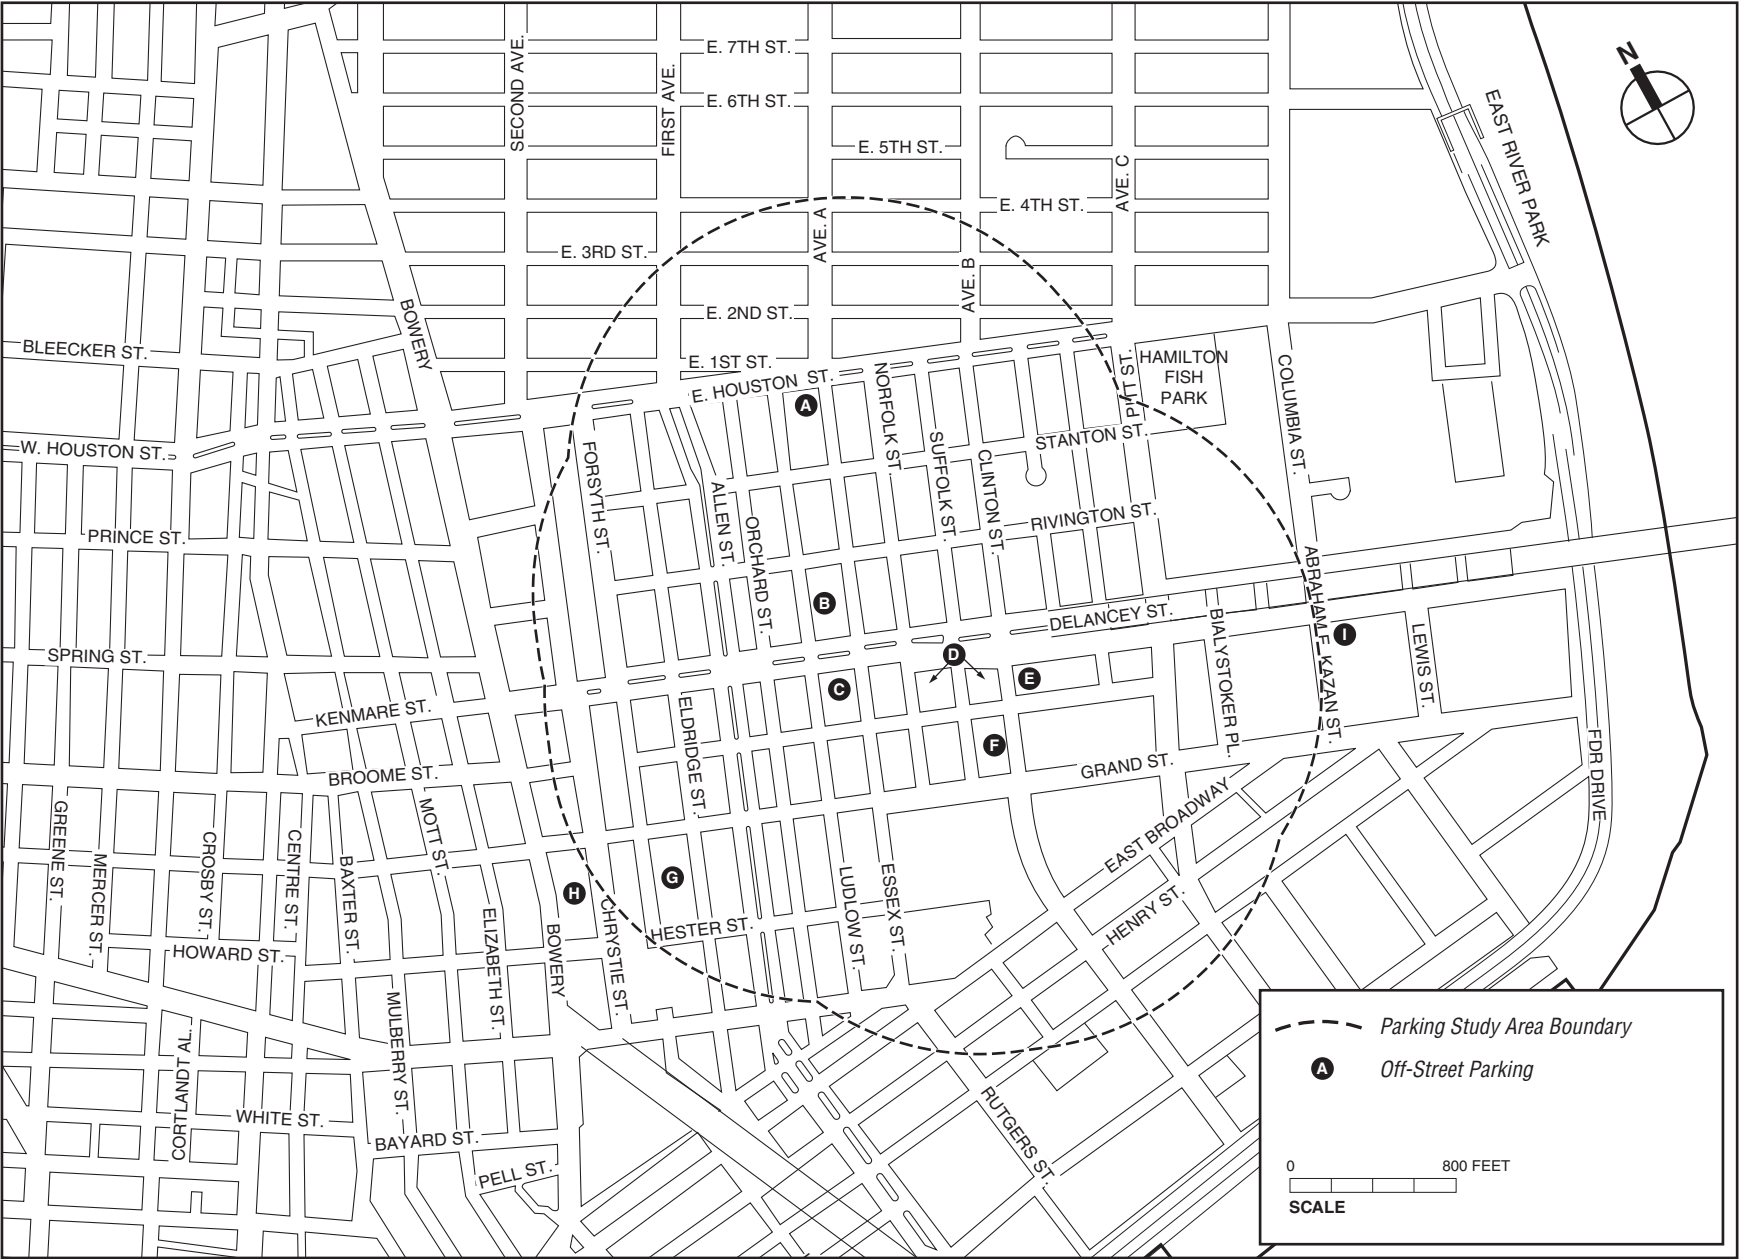 E. 7TH ST.
E. 6TH ST.
E. 5TH ST.
E. 4TH ST.
E. 3RD ST.
E. 2ND ST.
E. 1ST ST.
SECOND AVE.
FIRST AVE.
AVE. A
AVE. B
AVE. C
N
EAST RIVER PARK
BOWERY
BLEECKER ST.
E. HOUSTON ST.
W. HOUSTON ST.
A
NORFOLK ST.
SUFFOLK ST.
CLINTON ST.
PITT ST.
HAMILTON
FISH
PARK
COLUMBIA ST.
STANTON ST.
FORSYTH ST.
ALLEN ST.
ORCHARD ST.
RIVINGTON ST.
PRINCE ST.
B
DELANCEY ST.
ABRAHAM E KAZAN ST.
I
LEWIS ST.
BIALYSTOKER PL.
SPRING ST.
D
C
E
F
KENMARE ST.
ELDRIDGE ST.
BROOME ST.
GRAND ST.
FDR DRIVE
EAST BROADWAY
GREENE ST.
MERCER ST.
CROSBY ST.
CENTRE ST.
BAXTER ST.
MOTT ST.
H
G
ELIZABETH ST.
BOWERY
CHRYSTIE ST.
HESTER ST.
LUDLOW ST.
ESSEX ST.
HENRY ST.
HOWARD ST.
MULBERRY ST.
CORTLANDT AL.
WHITE ST.
BAYARD ST.
PELL ST.
RUTGERS ST.
Parking Study Area Boundary
A Off-Street Parking
0 800 FEET
SCALE